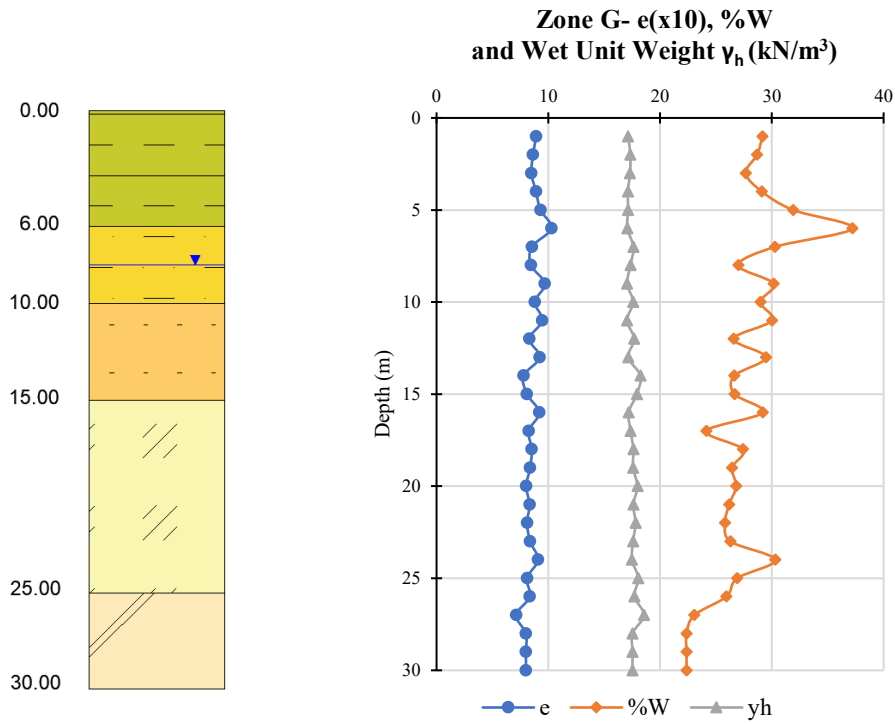 Zone G- e(x10), %W
and Wet Unit Weight γh (kN/m³)
0.00
6.00
10.00
15.00
25.00
30.00
0 10 20 30 40
0
5
10
15
20
25
30
Depth (m)
e %W yh